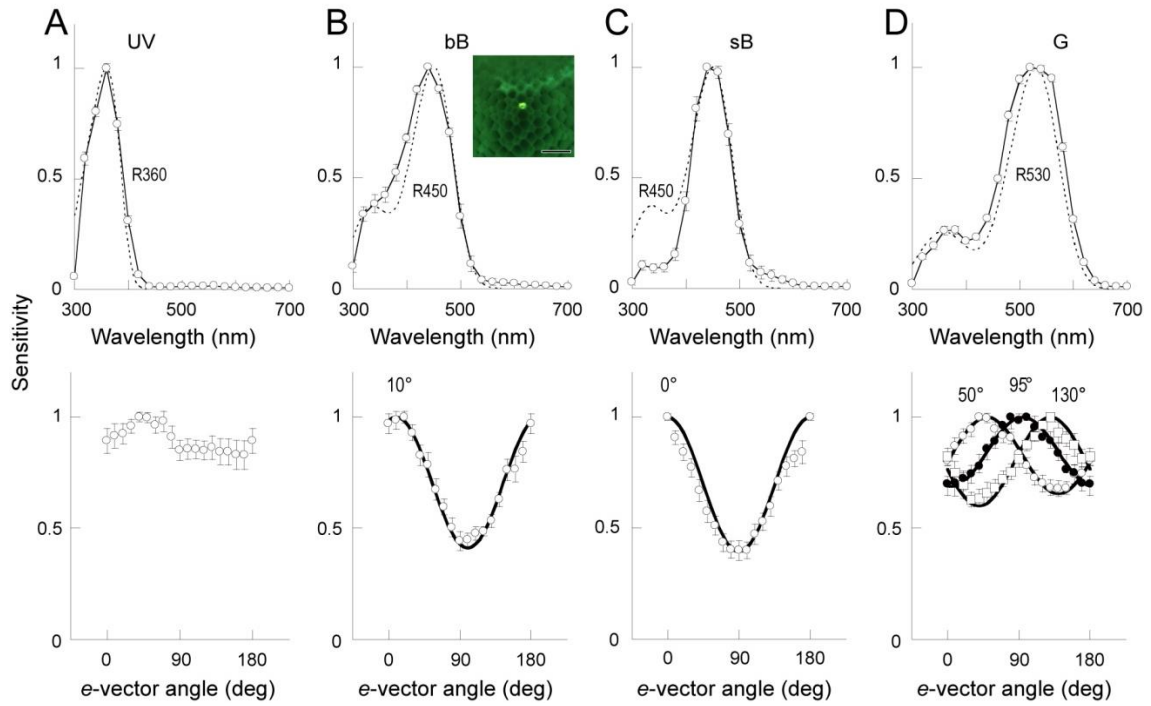 A B C D
UV bB sB G
1 1 1 1
R360 R450 R450 R530
0.5 0.5 0.5 0.5
0 0 0 0
300 500 700 300 500 700 300 500 700 300 500 700
Wavelength (nm) Wavelength (nm) Wavelength (nm) Wavelength (nm)
Sensitivity
10° 0° 50° 95° 130°
1 1 1 1
0.5 0.5 0.5 0.5
0 0 0 0
0 90 180 0 90 180 0 90 180 0 90 180
e-vector angle (deg) e-vector angle (deg) e-vector angle (deg) e-vector angle (deg)